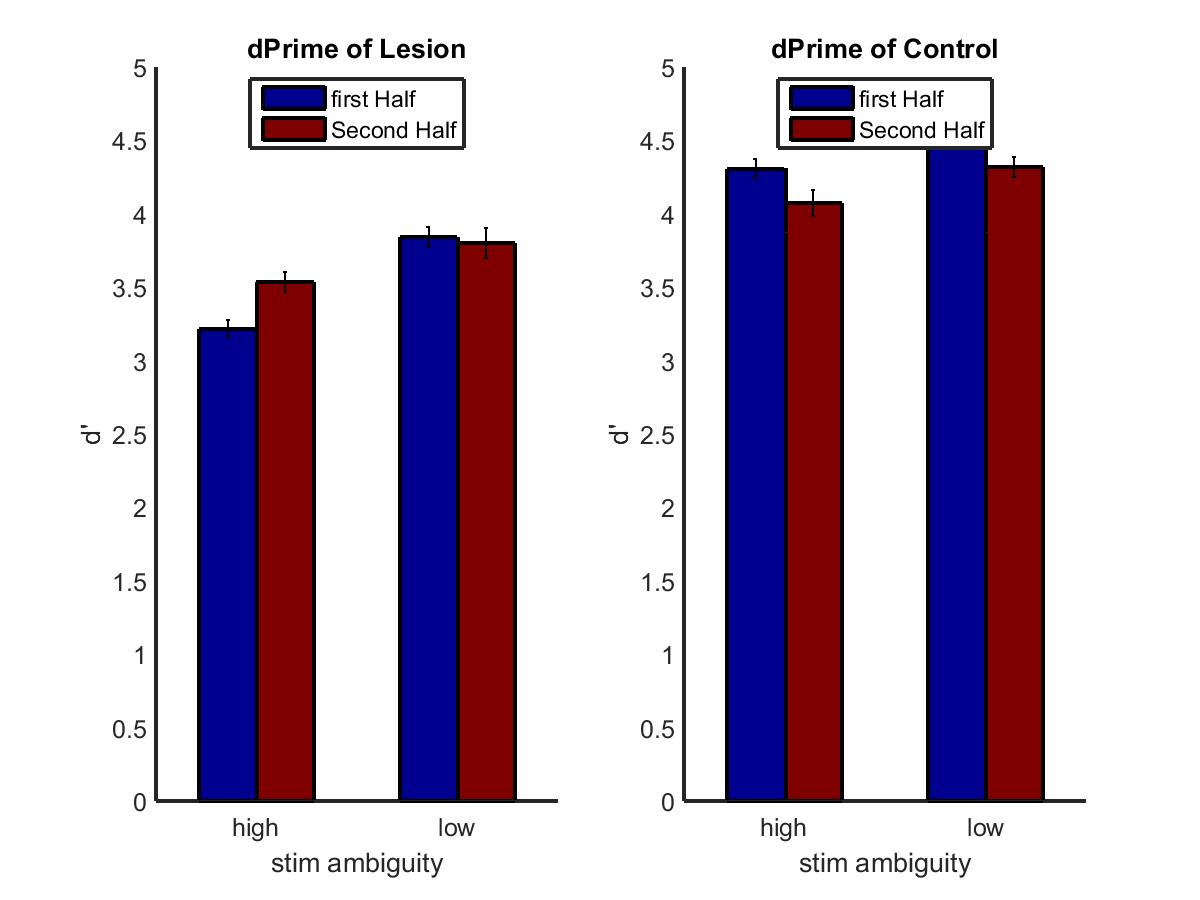 dPrime of Lesion
first Half
Second Half
5
4.5
4
3.5
3
2.5
2
1.5
1
0.5
0
d'
high low
stim ambiguity
dPrime of Control
first Half
Second Half
5
4.5
4
3.5
3
2.5
2
1.5
1
0.5
0
d'
high low
stim ambiguity